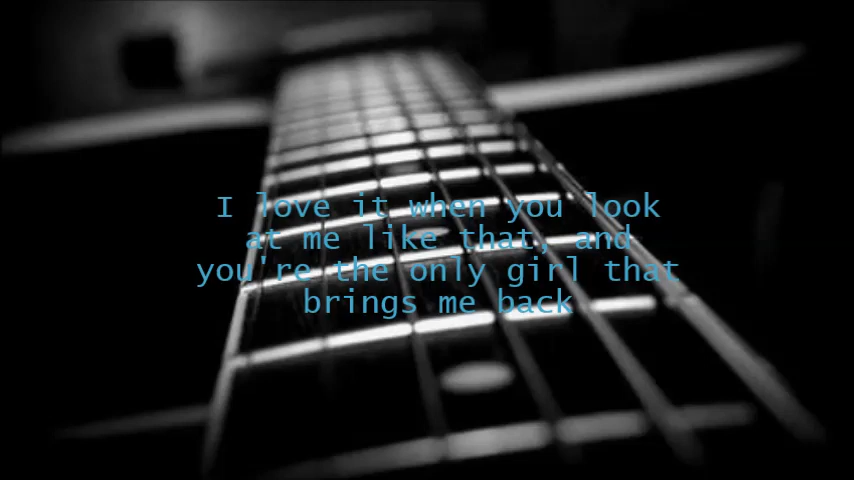 I love it when you look
at me like that, and
you're the only girl that
brings me back